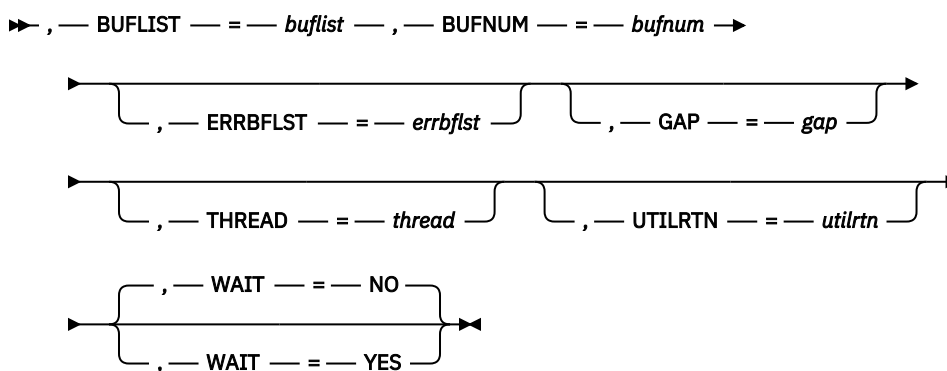 , BUFLIST = buflist , BUFNUM = bufnum
, ERRBFLST = errbflst , GAP = gap
, THREAD = thread , UTILRTN = utilrtn
, WAIT = NO
, WAIT = YES